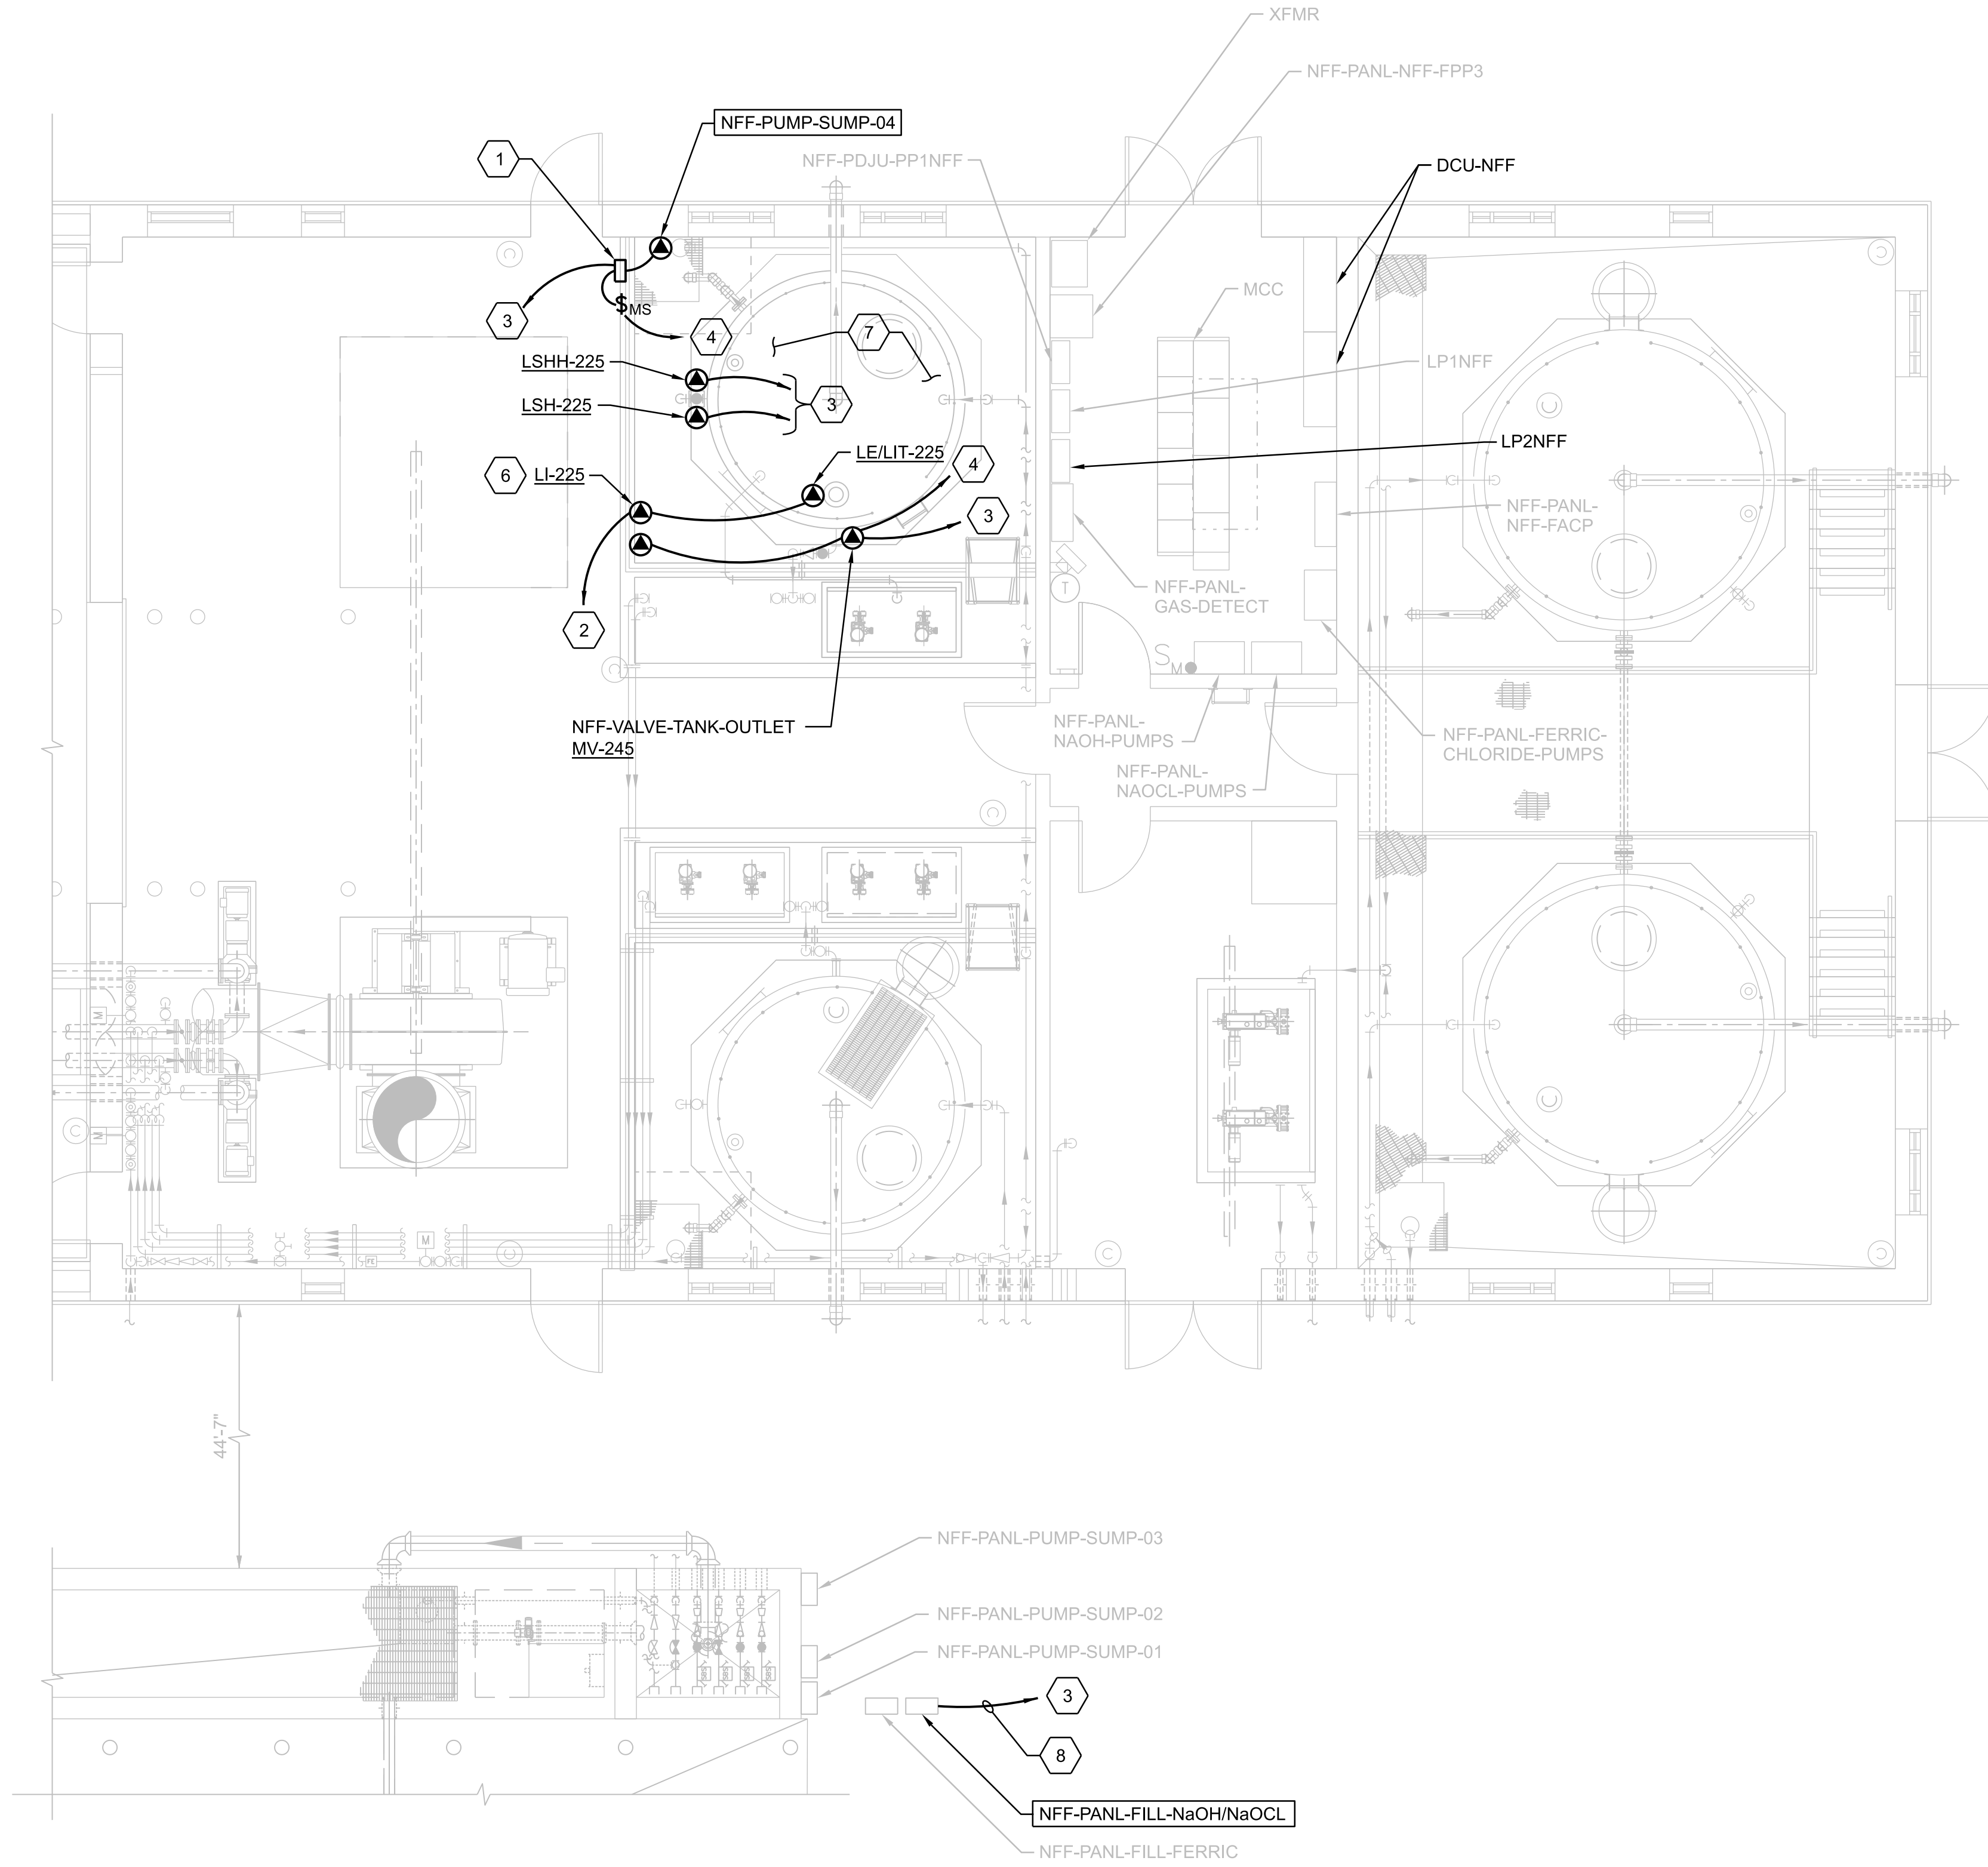 XFMR
NFF-PANL-NFF-FPP3
NFF-PUMP-SUMP-04
1
NFF-PDJU-PP1NFF
DCU-NFF
MCC
3
$MS
4
7
LSHH-225
LP1NFF
LSH-225
3
LP2NFF
LE/LIT-225
4
6
LI-225
3
NFF-PANL-
NFF-FACP
T
NFF-PANL-
GAS-DETECT
2
SM
NFF-VALVE-TANK-OUTLET
MV-245
NFF-PANL-
NAOH-PUMPS
NFF-PANL-FERRIC-
CHLORIDE-PUMPS
NFF-PANL-
NAOCL-PUMPS
M
M
M
FE
44'-7"
NFF-PANL-PUMP-SUMP-03
NFF-PANL-PUMP-SUMP-02
NFF-PANL-PUMP-SUMP-01
3
8
NFF-PANL-FILL-NaOH/NaOCL
NFF-PANL-FILL-FERRIC